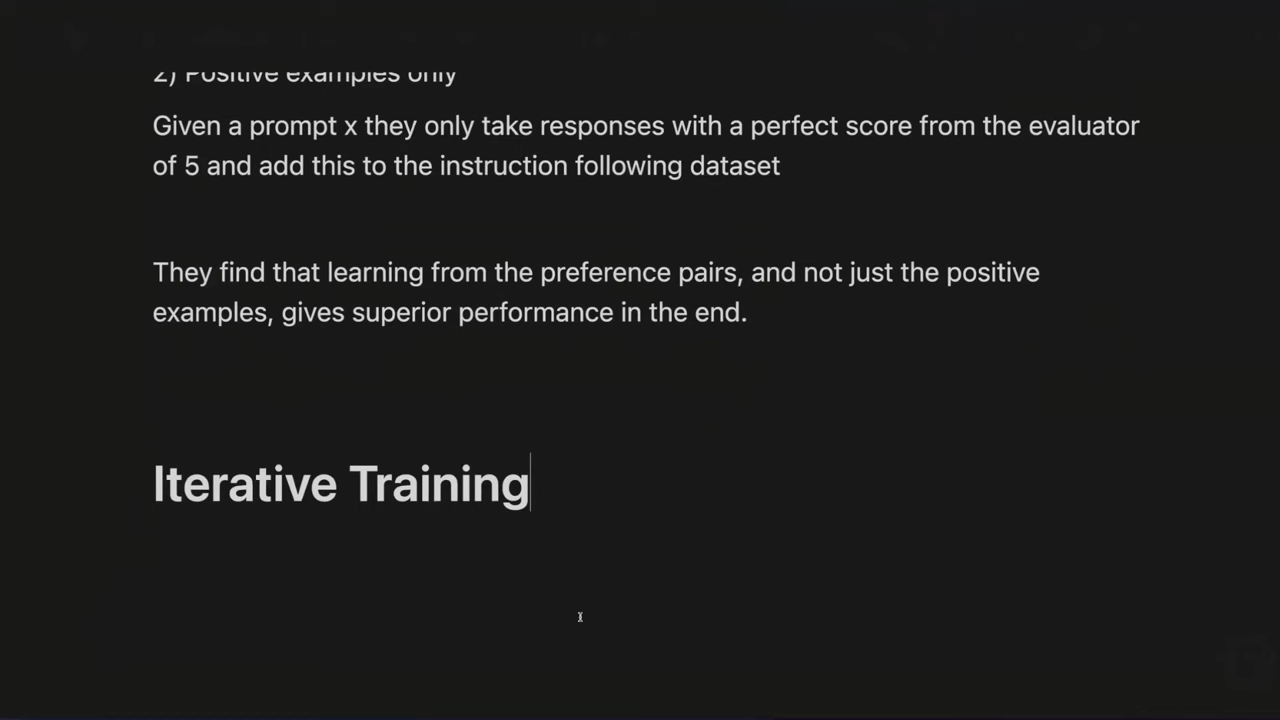 2) Positive examples only
Given a prompt x they only take responses with a perfect score from the evaluator
of 5 and add this to the instruction following dataset
They find that learning from the preference pairs, and not just the positive
examples, gives superior performance in the end.
Iterative Training